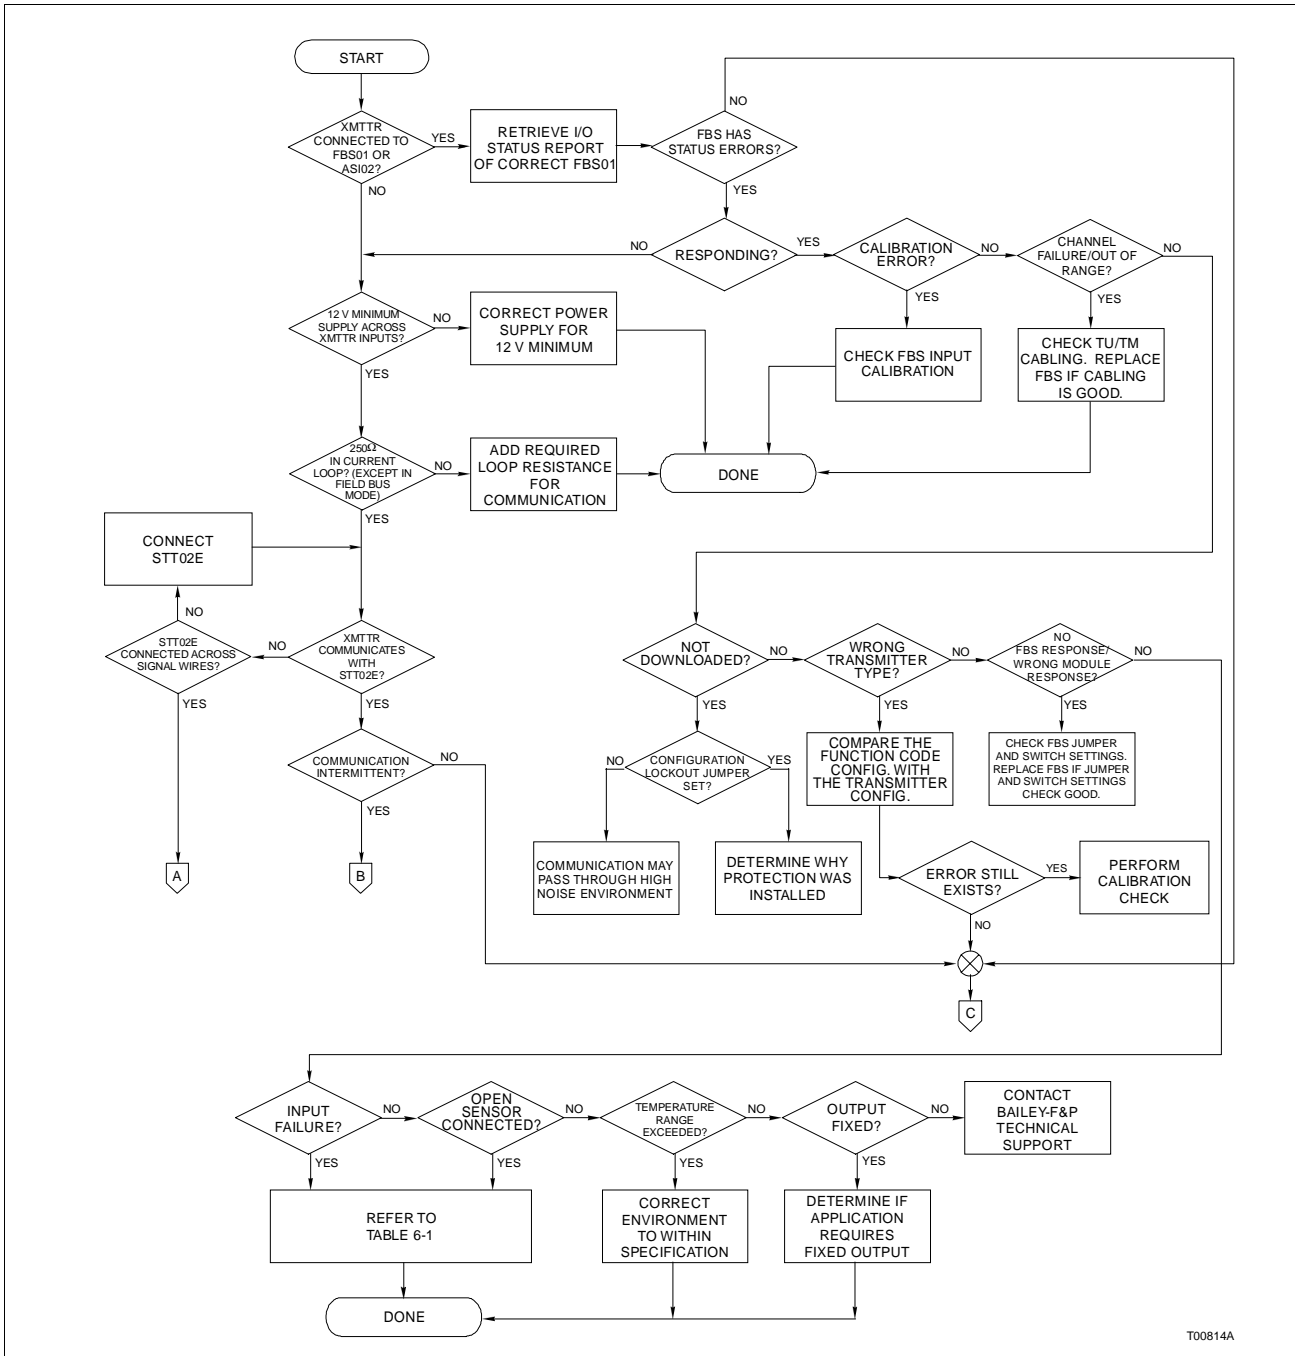 START
NO
XMTTR
CONNECTED TO
FBS01 OR
ASI02?
YES
RETRIEVE I/O
STATUS REPORT
OF CORRECT FBS01
FBS HAS
STATUS ERRORS?
NO
YES
NO
RESPONDING?
YES
CALIBRATION
ERROR?
NO
CHANNEL
FAILURE/OUT OF
RANGE?
NO
YES
YES
12 V MINIMUM
SUPPLY ACROSS
XMTTR INPUTS?
NO
CORRECT POWER
SUPPLY FOR
12 V MINIMUM
CHECK FBS INPUT
CALIBRATION
CHECK TU/TM
CABLING. REPLACE
FBS IF CABLING
IS GOOD.
YES
250Ω
IN CURRENT
LOOP? (EXCEPT IN
FIELD BUS
MODE)
NO
ADD REQUIRED
LOOP RESISTANCE
FOR
COMMUNICATION
DONE
YES
CONNECT
STT02E
NO
STT02E
CONNECTED ACROSS
SIGNAL WIRES?
NO
XMTTR
COMMUNICATES
WITH
STT02E?
YES
YES
NOT
DOWNLOADED?
NO
WRONG
TRANSMITTER
TYPE?
NO
NO
FBS RESPONSE/
WRONG MODULE
RESPONSE?
NO
YES
YES
YES
COMMUNICATION
INTERMITTENT?
NO
YES
NO
CONFIGURATION
LOCKOUT JUMPER
SET?
YES
COMPARE THE
FUNCTION CODE
CONFIG. WITH
THE TRANSMITTER
CONFIG.
CHECK FBS JUMPER
AND SWITCH SETTINGS.
REPLACE FBS IF JUMPER
AND SWITCH SETTINGS
CHECK GOOD.
A
B
COMMUNICATION MAY
PASS THROUGH HIGH
NOISE ENVIRONMENT
DETERMINE WHY
PROTECTION WAS
INSTALLED
ERROR STILL
EXISTS?
YES
PERFORM
CALIBRATION
CHECK
NO
C
INPUT
FAILURE?
NO
OPEN
SENSOR
CONNECTED?
NO
TEMPERATURE
RANGE
EXCEEDED?
NO
OUTPUT
FIXED?
NO
CONTACT
BAILEY-F&P
TECHNICAL
SUPPORT
YES
YES
YES
YES
REFER TO
TABLE 6-1
CORRECT
ENVIRONMENT
TO WITHIN
SPECIFICATION
DETERMINE IF
APPLICATION
REQUIRES
FIXED OUTPUT
DONE
T00814A